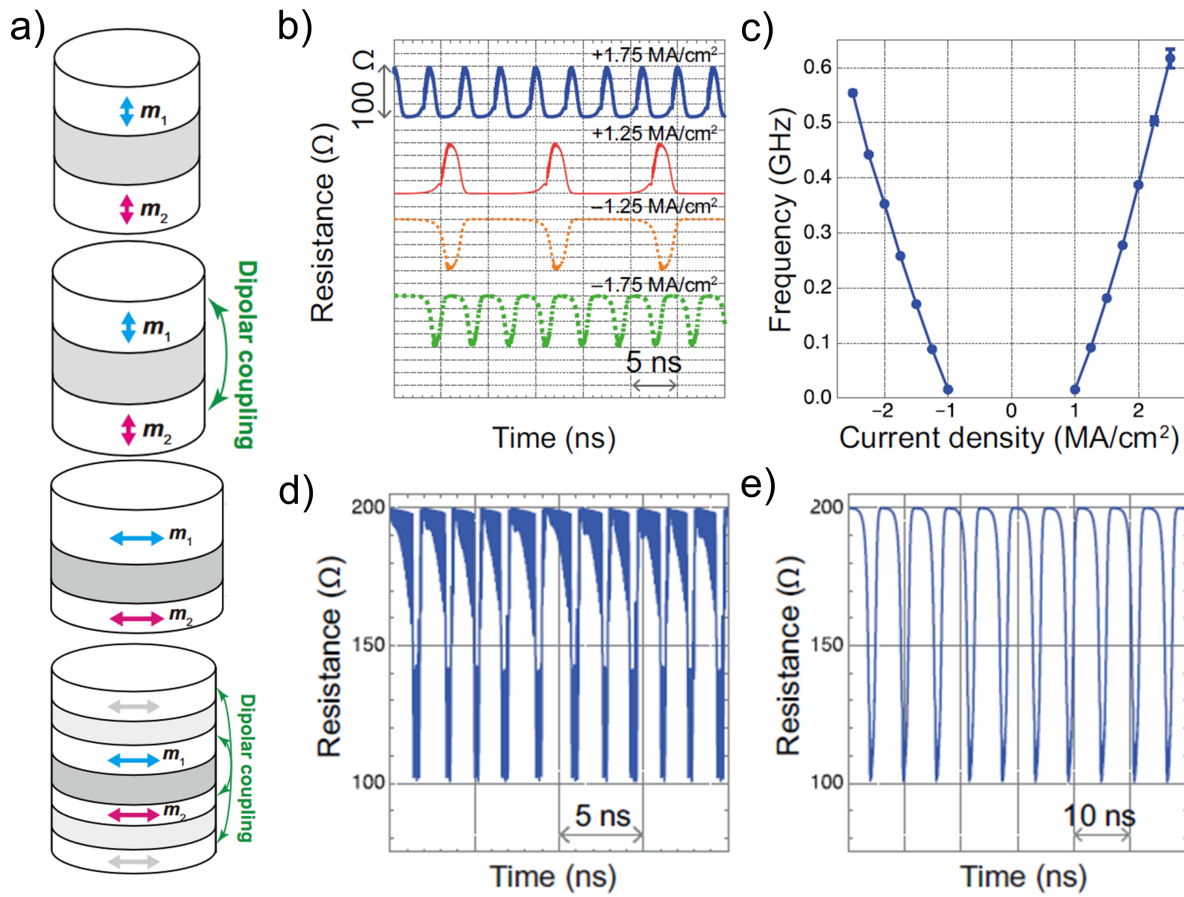 a)
m1
m2
m1
m2
Dipolar coupling
m1
m2
m1
m2
Dipolar coupling
b)
100 Ω
Resistance (Ω)
+1.75 MA/cm²
+1.25 MA/cm²
−1.25 MA/cm²
−1.75 MA/cm²
5 ns
Time (ns)
c)
Frequency (GHz)
0.6
0.5
0.4
0.3
0.2
0.1
0.0
−2 −1 0 1 2
Current density (MA/cm²)
d)
Resistance (Ω)
200
150
100
5 ns
Time (ns)
e)
Resistance (Ω)
200
150
100
10 ns
Time (ns)